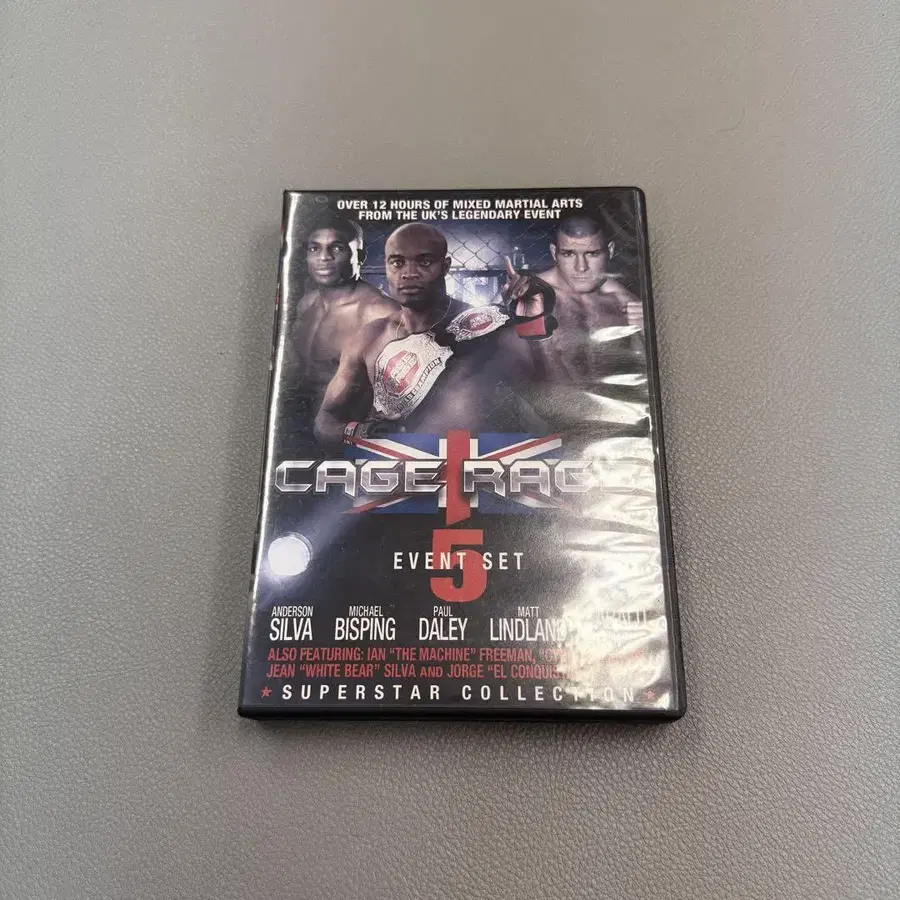 OVER 12 HOURS OF MIXED MARTIAL ARTS
FROM THE UK'S LEGENDARY EVENT
CAGE RAG
5
EVENT SET
ANDERSON SILVA
MICHAEL BISPING
PAUL DALEY
MATT LINDLAND
ALSO FEATURING: IAN "THE MACHINE" FREEMAN,
JEAN "WHITE BEAR" SILVA AND JORGE "EL
★ SUPERSTAR COLLECTION ★